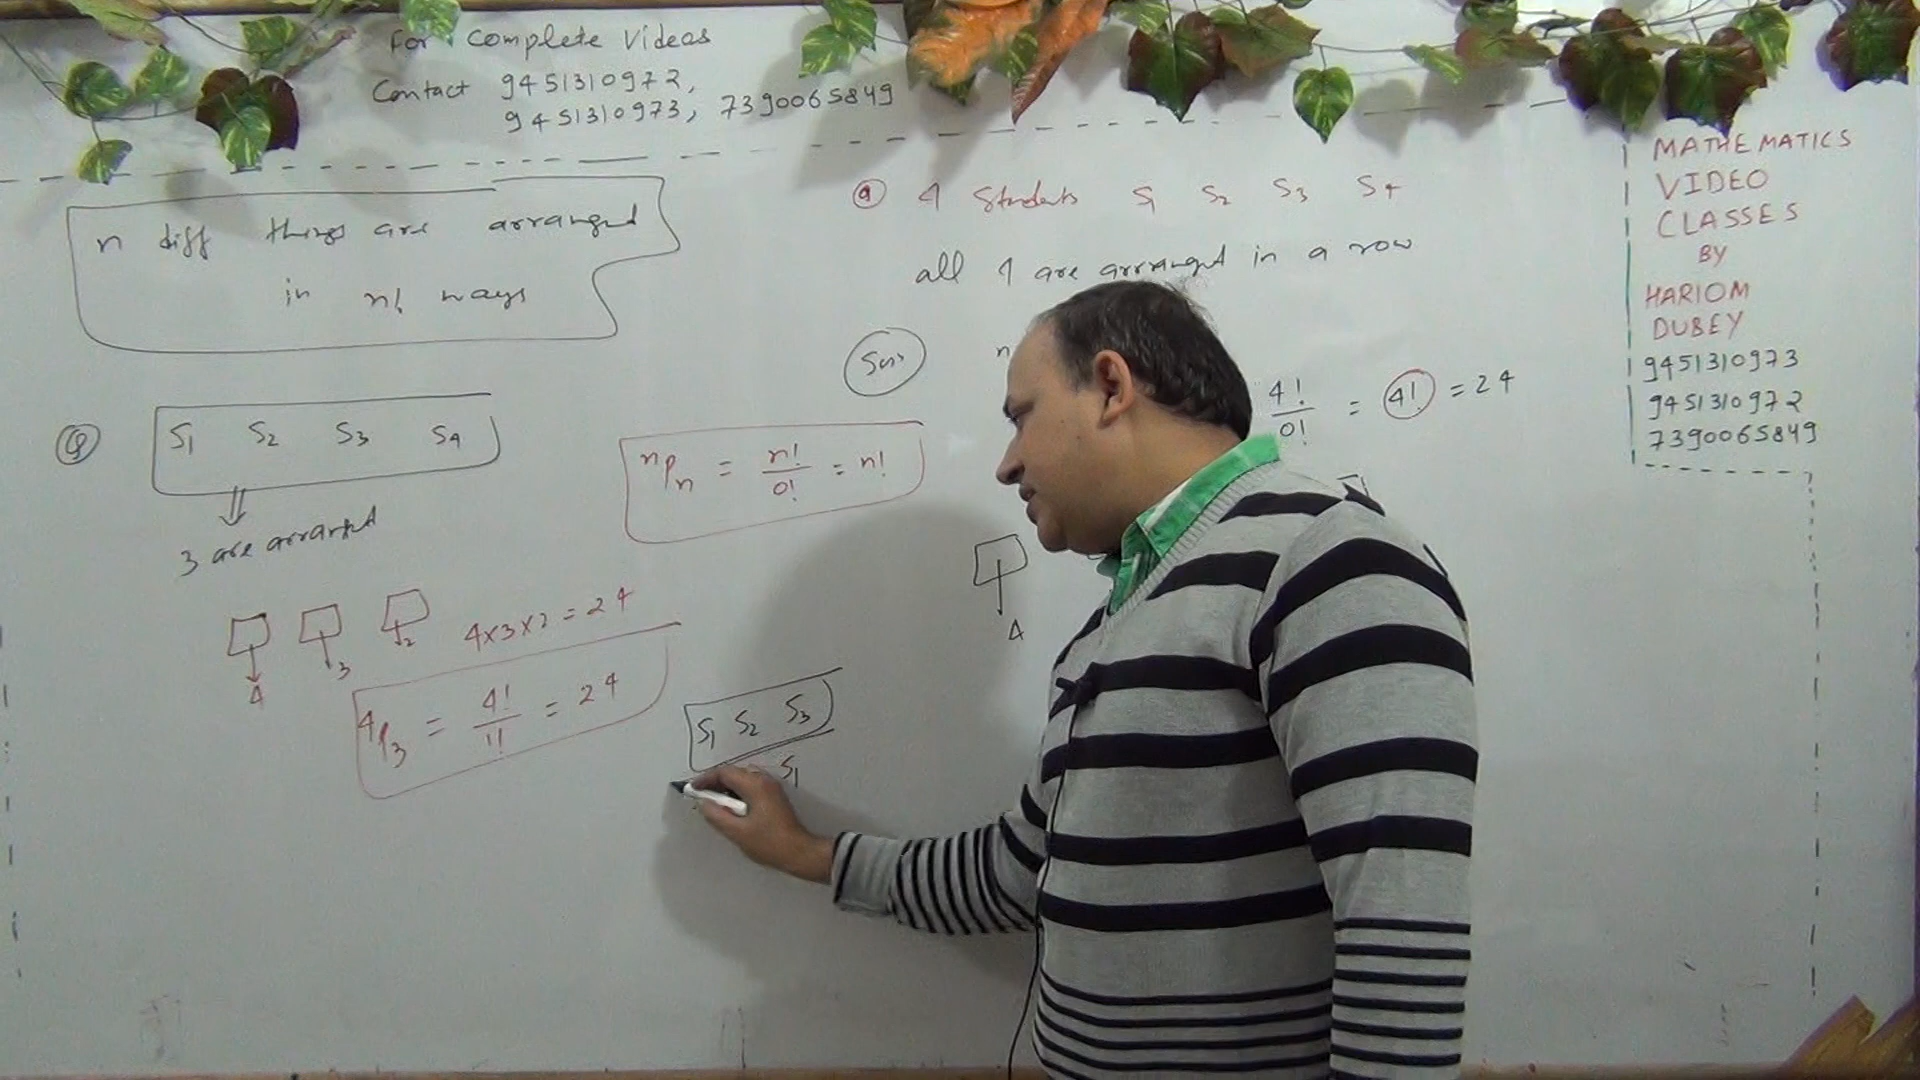 For Complete Videos
Contact 9451310972,
9451310973, 7390065849
n diff things are arranged
in n! ways
Q S1 S2 S3 S4
3 are arranged
4 3 2 4x3x2 = 24
4P3 = 4!/1! = 24
nPn = n!/0! = n!
S1 S2 S3
S1
Q 4 Students S1 S2 S3 S4
all 4 are arranged in a row
n
4!/0! = 4! = 24
4
MATHEMATICS
VIDEO
CLASSES
BY
HARIOM
DUBEY
9451310973
9451310972
7390065849